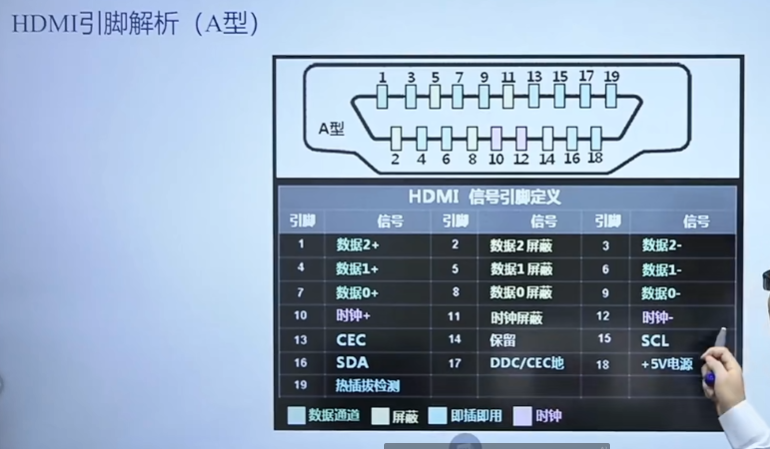 HDMI引脚解析（A型）
1 3 5 7 9 11 13 15 17 19
A型
2 4 6 8 10 12 14 16 18
HDMI 信号引脚定义
引脚 信号 引脚 信号 引脚 信号
1 数据2+ 2 数据2屏蔽 3 数据2-
4 数据1+ 5 数据1屏蔽 6 数据1-
7 数据0+ 8 数据0屏蔽 9 数据0-
10 时钟+ 11 时钟屏蔽 12 时钟-
13 CEC 14 保留 15 SCL
16 SDA 17 DDC/CEC地 18 +5V电源
19 热插拔检测
数据通道 屏蔽 即插即用 时钟